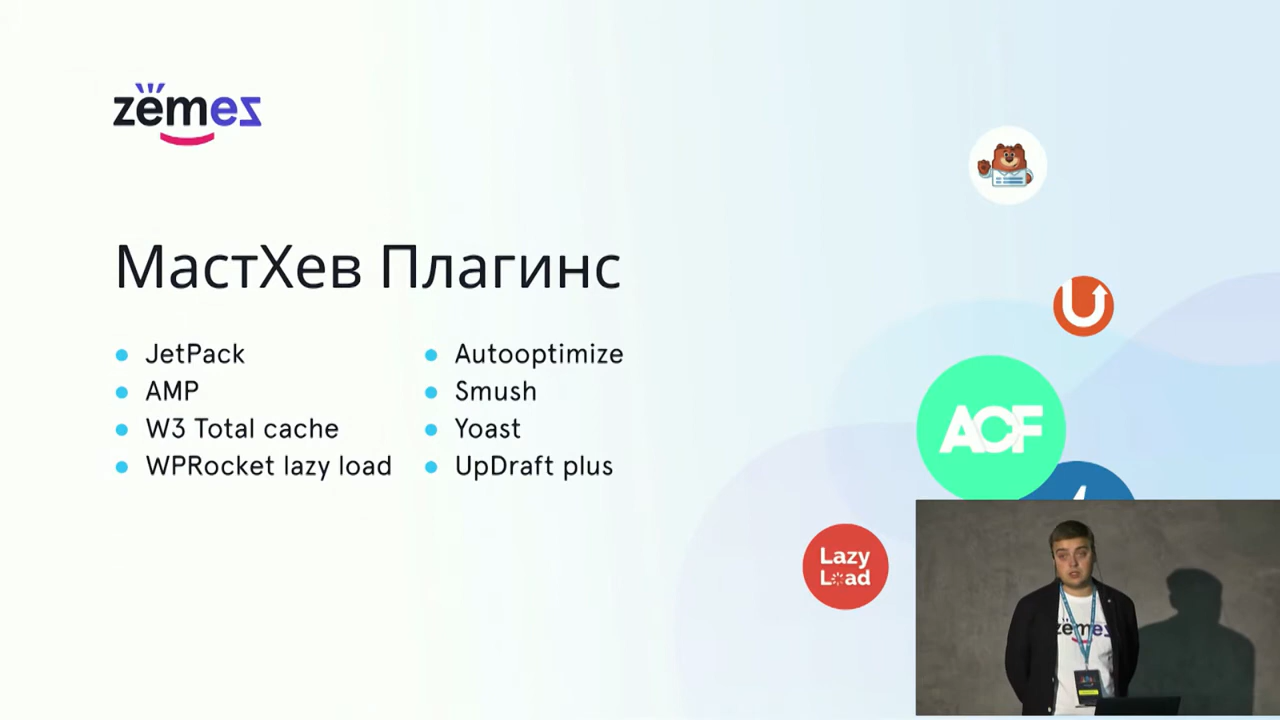 zemez
МастХев Плагинс
JetPack
AMP
W3 Total cache
WPRocket lazy load
Autooptimize
Smush
Yoast
UpDraft plus
ACF
Lazy
Load
zemez